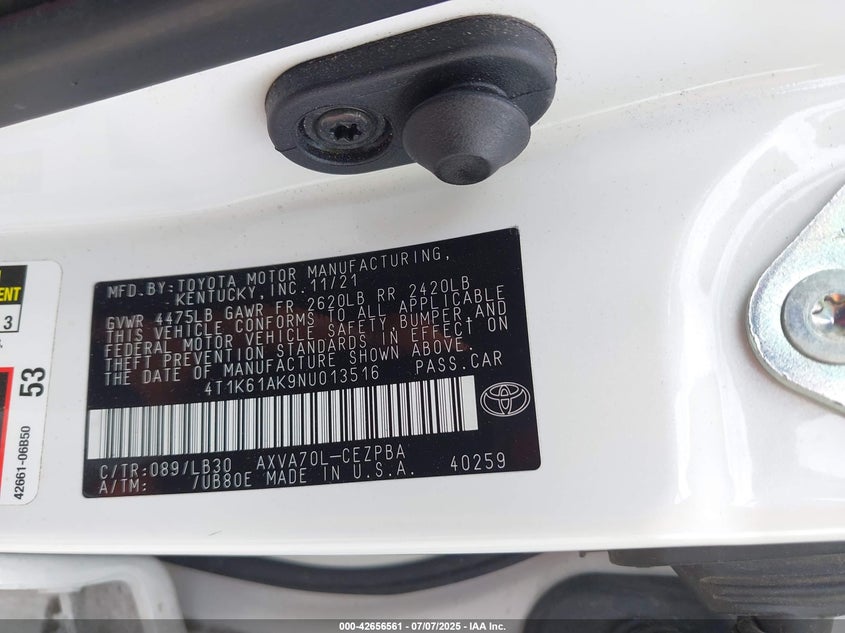 MFD.BY:TOYOTA MOTOR MANUFACTURING,
KENTUCKY,INC.11/21
GVWR 4475LB GAWR FR 2620LB RR 2420LB
THIS VEHICLE CONFORMS TO ALL APPLICABLE
FEDERAL MOTOR VEHICLE SAFETY,BUMPER,AND
THEFT PREVENTION STANDARDS IN EFFECT ON
THE DATE OF MANUFACTURE SHOWN ABOVE.
4T1K61AK9NU013516 PASS.CAR
C/TR:089/LB30 AXVA70L-CEZPBA
A/TM: /UB80E MADE IN U.S.A. 40259
53
42661-06B50
000-42656561 | 07/07/2025 | IAA Inc.